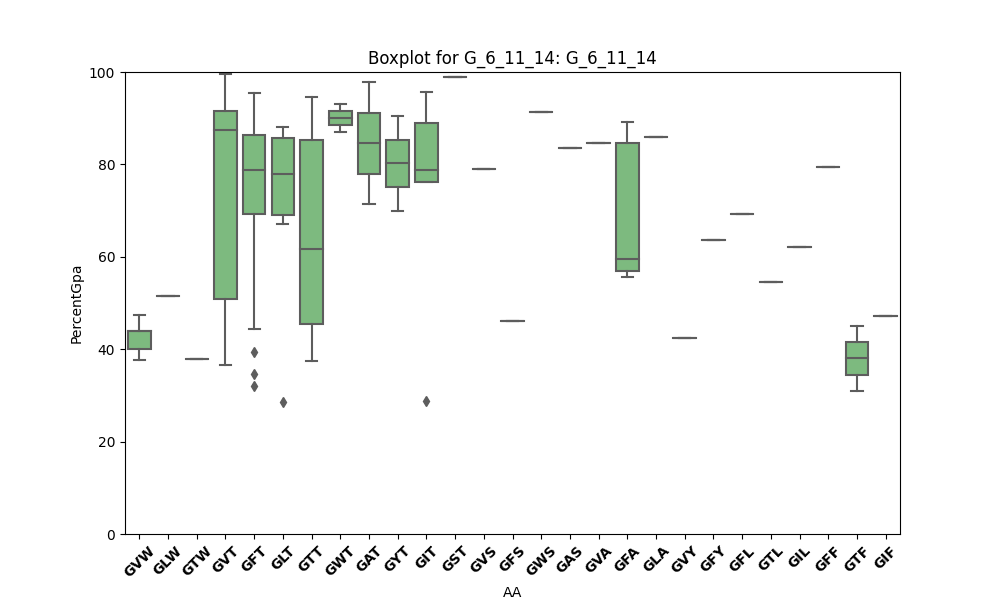 Boxplot for G_6_11_14: G_6_11_14
PercentGpa
100
80
60
40
20
0
GVW GLW GTW GVT GFT GLT GTT GWT GAT GYT GIT GST GVS GFS GWS GAS GVA GFA GLA GVY GFY GFL GTL GIL GFF GTF GIF
AA